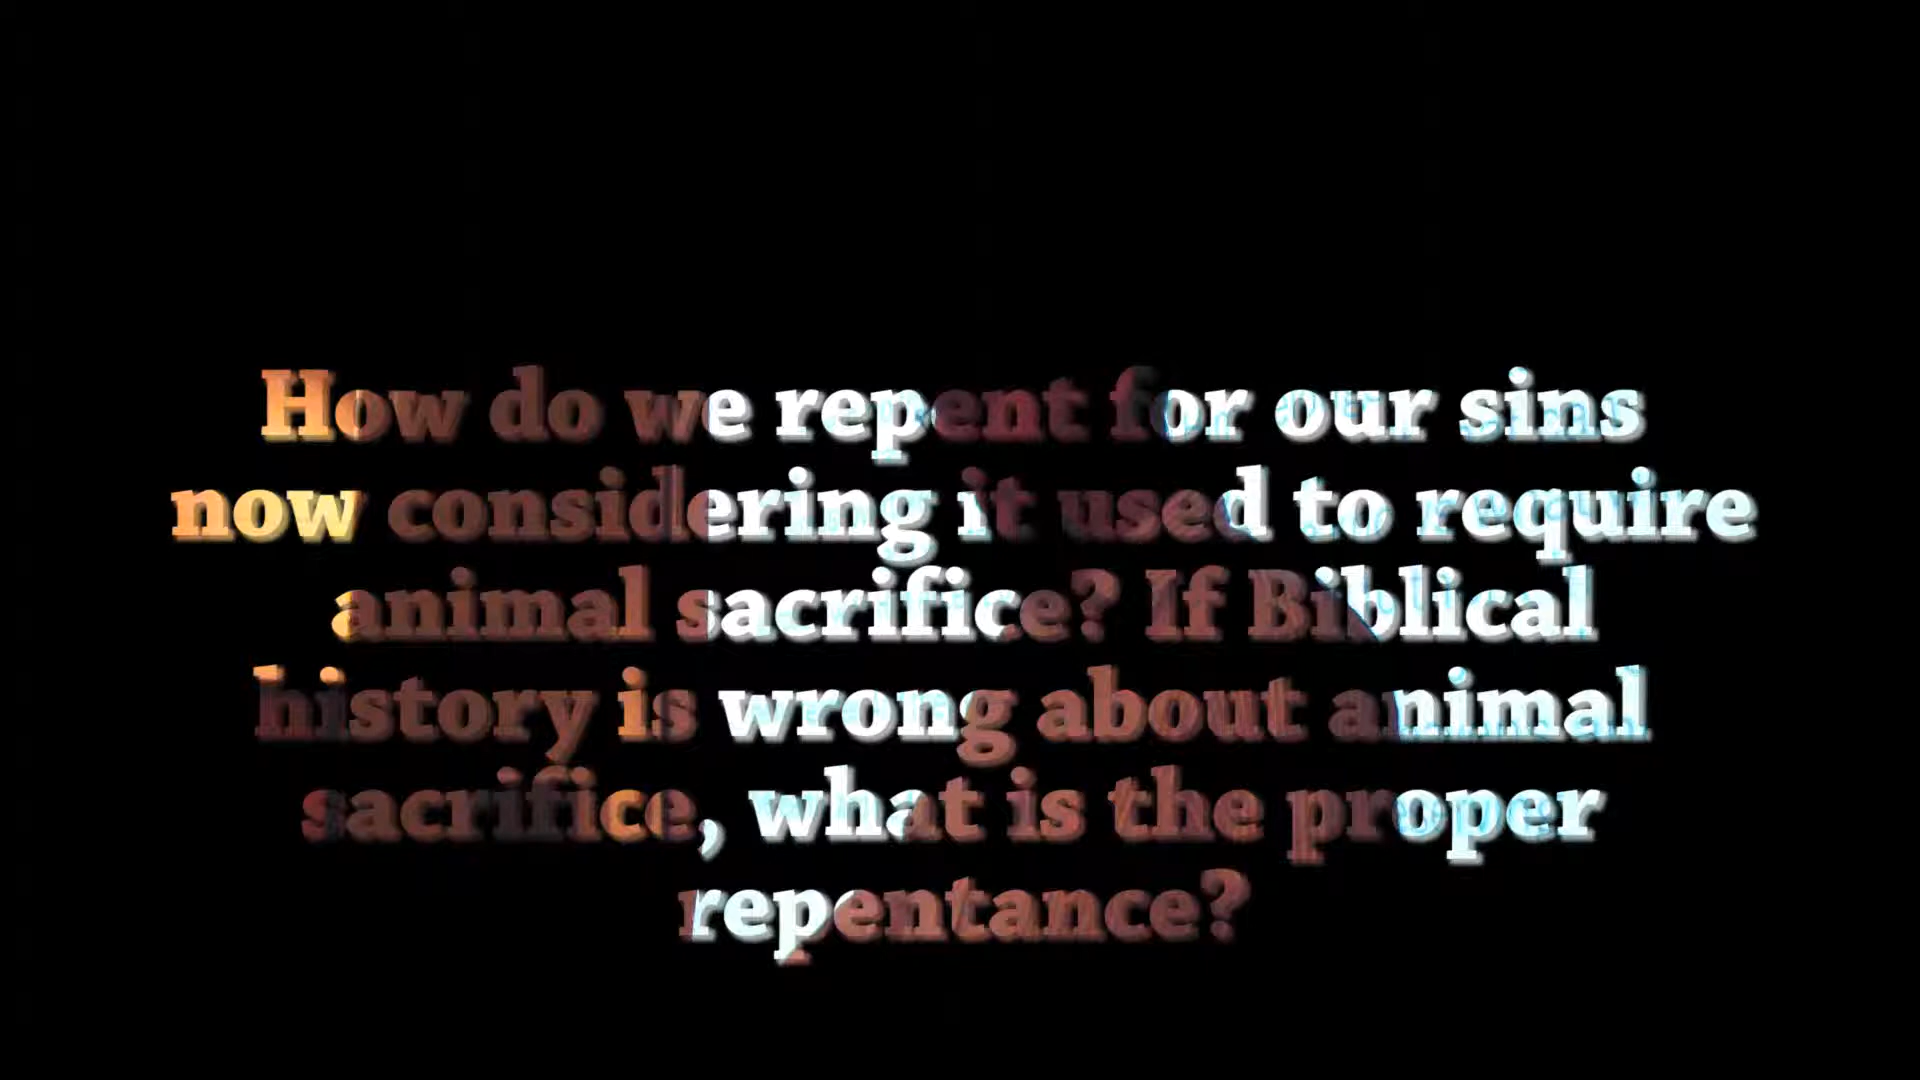 How do we repent for our sins
now considering it used to require
animal sacrifice? If Biblical
history is wrong about animal
sacrifice, what is the proper
repentance?